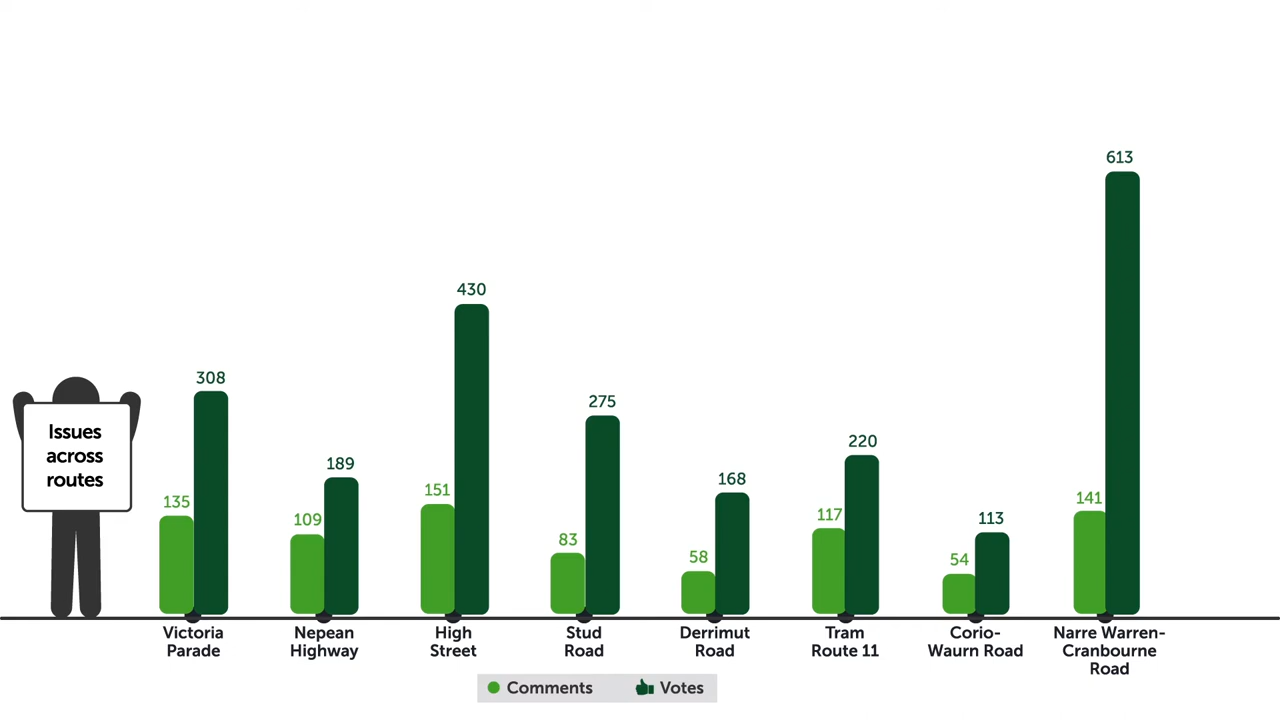 613
430
308
275
220
Issues
across
routes
189
168
151
141
135
117
113
109
83
58
54
Victoria
Parade
Nepean
Highway
High
Street
Stud
Road
Derrimut
Road
Tram
Route 11
Corio-
Waurn Road
Narre Warren-
Cranbourne
Road
Comments
Votes